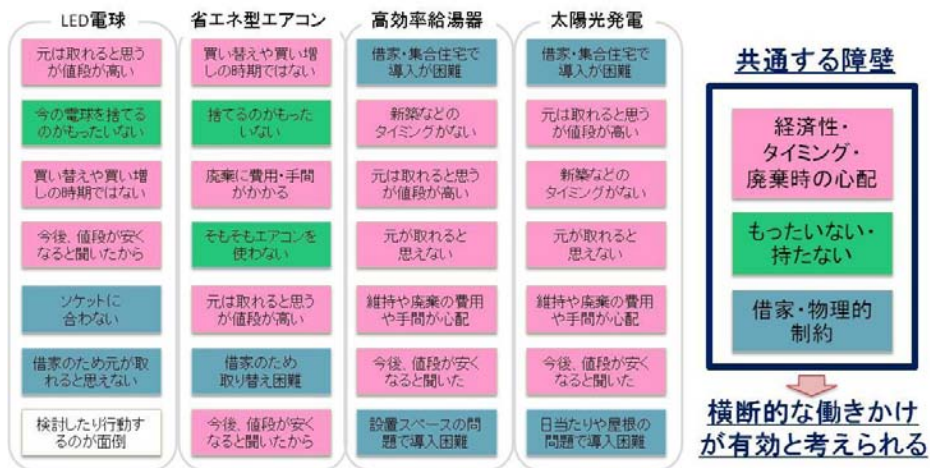 LED電球
元は取れると思う
が値段が高い
今の電球を捨てる
のがもったいない
買い替えや買い増
しの時期ではない
今後、値段が安く
なると聞いたから
ソケットに
合わない
借家のため元が取
れると思えない
検討したり行動す
るのが面倒
省エネ型エアコン
買い替えや買い増
しの時期ではない
捨てるのがもった
いない
廃棄に費用・手間
がかかる
そもそもエアコンを
使わない
元は取れると思う
が値段が高い
借家のため
取り替え困難
今後、値段が安く
なると聞いたから
高効率給湯器
借家・集合住宅で
導入が困難
新築などの
タイミングがない
元は取れると思う
が値段が高い
元が取れると
思えない
維持や廃棄の費用
や手間が心配
今後、値段が安く
なると聞いた
設置スペースの問
題で導入困難
太陽光発電
借家・集合住宅で
導入が困難
元は取れると思う
が値段が高い
新築などの
タイミングがない
元が取れると
思えない
維持や廃棄の費用
や手間が心配
今後、値段が安く
なると聞いた
日当たりや屋根の
問題で導入困難
共通する障壁
経済性・
タイミング・
廃棄時の心配
もったいない・
持たない
借家・物理的
制約
横断的な働きかけ
が有効と考えられる